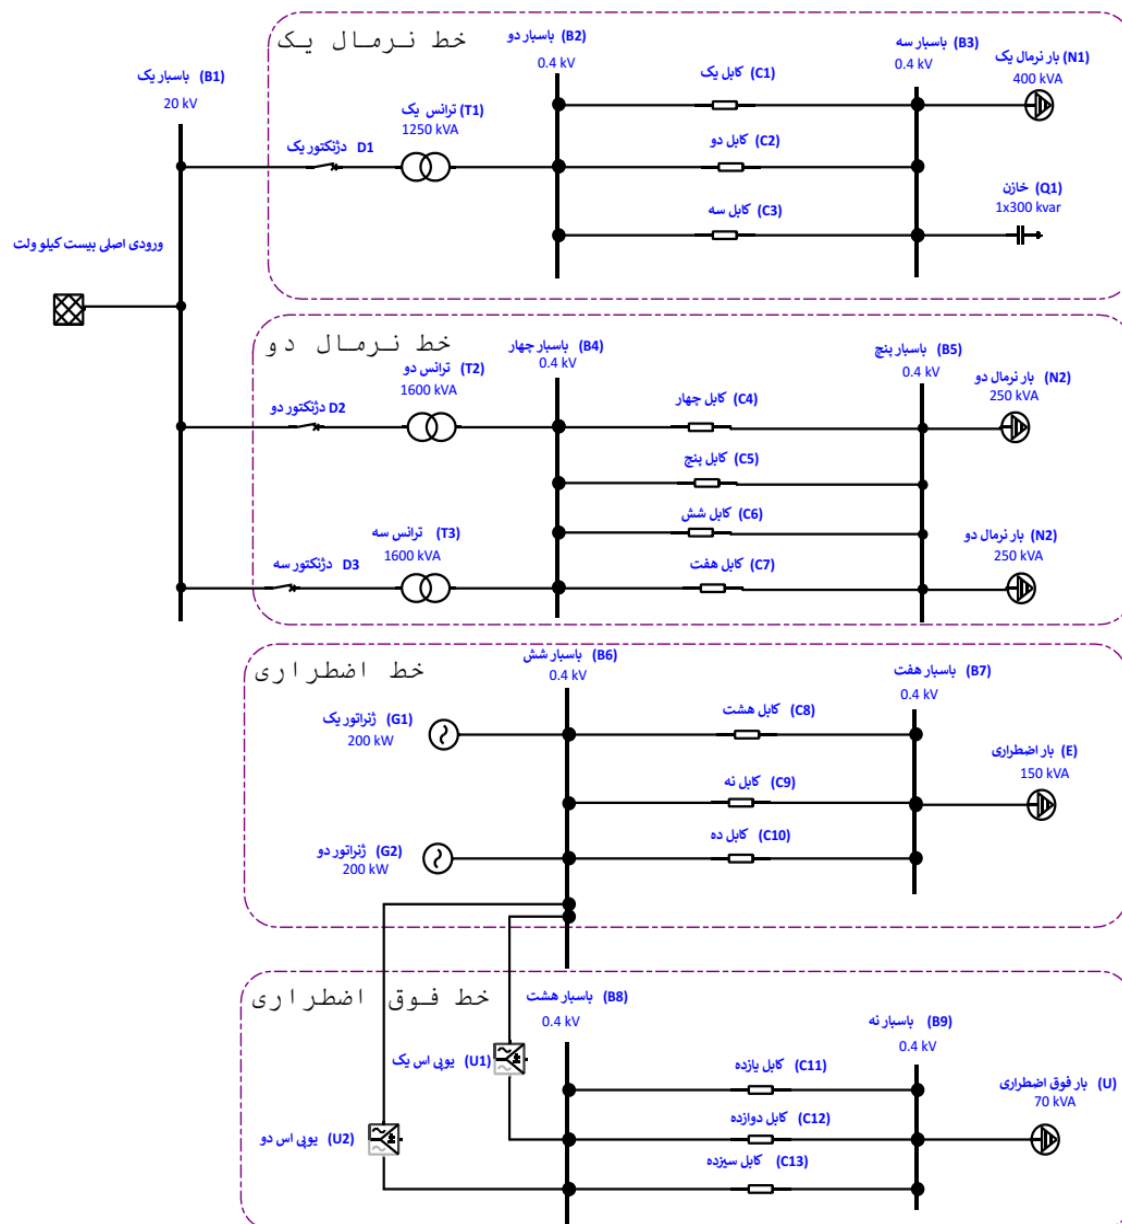 خط نرمال یک
باسبار یک (B1)
20 kV
ورودی اصلی بیست کیلو ولت
دژنکتور یک D1
ترانس یک (T1)
1250 kVA
باسبار دو (B2)
0.4 kV
کابل یک (C1)
کابل دو (C2)
کابل سه (C3)
باسبار سه (B3)
0.4 kV
بار نرمال یک (N1)
400 kVA
خازن (Q1)
1x300 kvar
خط نرمال دو
دژنکتور دو D2
ترانس دو (T2)
1600 kVA
دژنکتور سه D3
ترانس سه (T3)
1600 kVA
باسبار چهار (B4)
0.4 kV
کابل چهار (C4)
کابل پنج (C5)
کابل شش (C6)
کابل هفت (C7)
باسبار پنج (B5)
0.4 kV
بار نرمال دو (N2)
250 kVA
بار نرمال دو (N2)
250 kVA
خط اضطراری
ژنراتور یک (G1)
200 kW
ژنراتور دو (G2)
200 kW
باسبار شش (B6)
0.4 kV
کابل هشت (C8)
کابل نه (C9)
کابل ده (C10)
باسبار هفت (B7)
0.4 kV
بار اضطراری (E)
150 kVA
خط فوق اضطراری
یوپی اس یک (U1)
یوپی اس دو (U2)
باسبار هشت (B8)
0.4 kV
کابل یازده (C11)
کابل دوازده (C12)
کابل سیزده (C13)
باسبار نه (B9)
0.4 kV
بار فوق اضطراری (U)
70 kVA